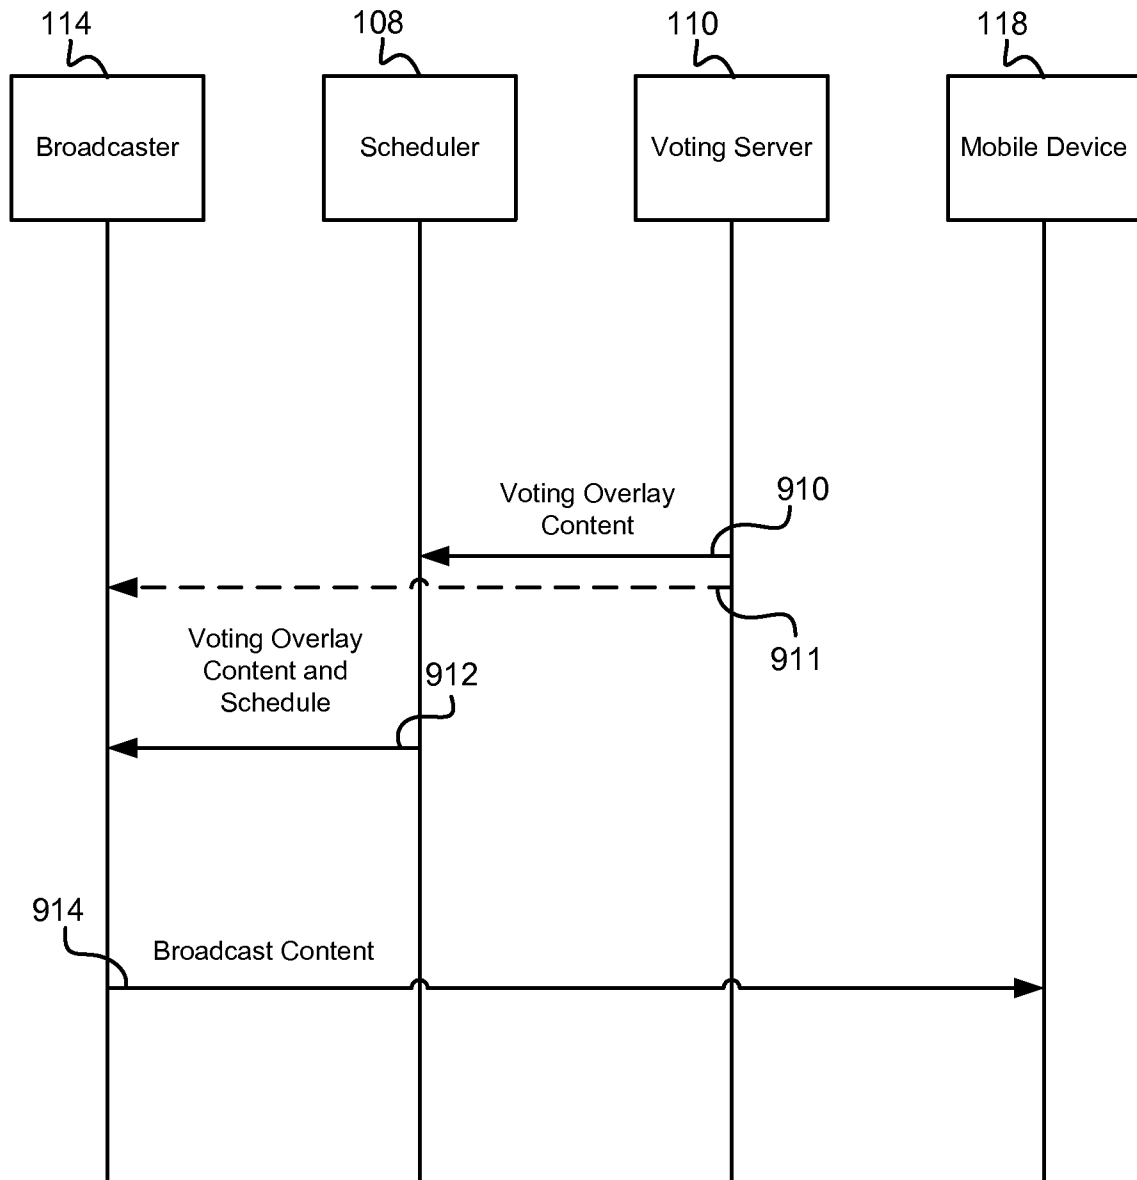 114
108
110
118
Broadcaster
Scheduler
Voting Server
Mobile Device
Voting Overlay
Content
910
911
Voting Overlay
Content and
Schedule
912
914
Broadcast Content